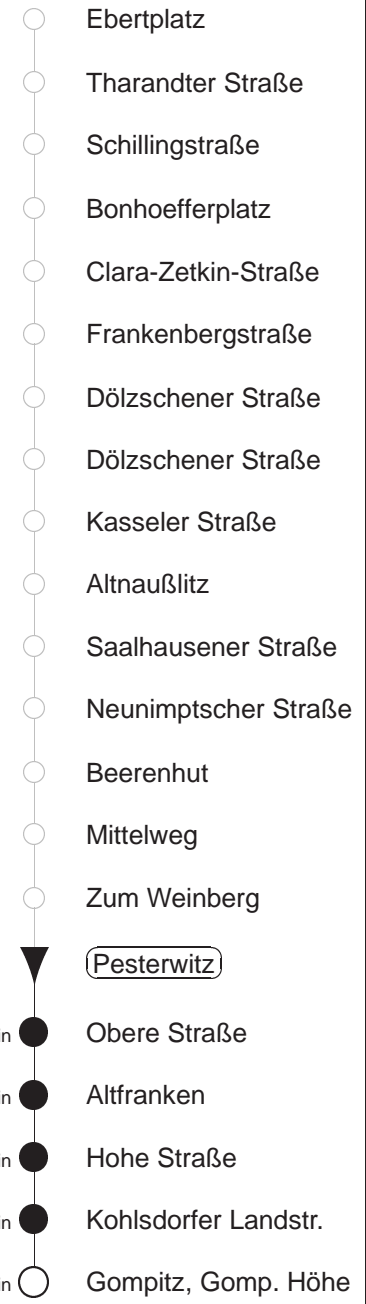 Ebertplatz
Tharandter Straße
Schillingstraße
Bonhoefferplatz
Clara-Zetkin-Straße
Frankenbergstraße
Dölzschener Straße
Dölzschener Straße
Kasseler Straße
Altnaußlitz
Saalhausener Straße
Neunimptscher Straße
Beerenhut
Mittelweg
Zum Weinberg
Pesterwitz
Obere Straße
Altfranken
Hohe Straße
Kohlsdorfer Landstr.
Gompitz, Gomp. Höhe